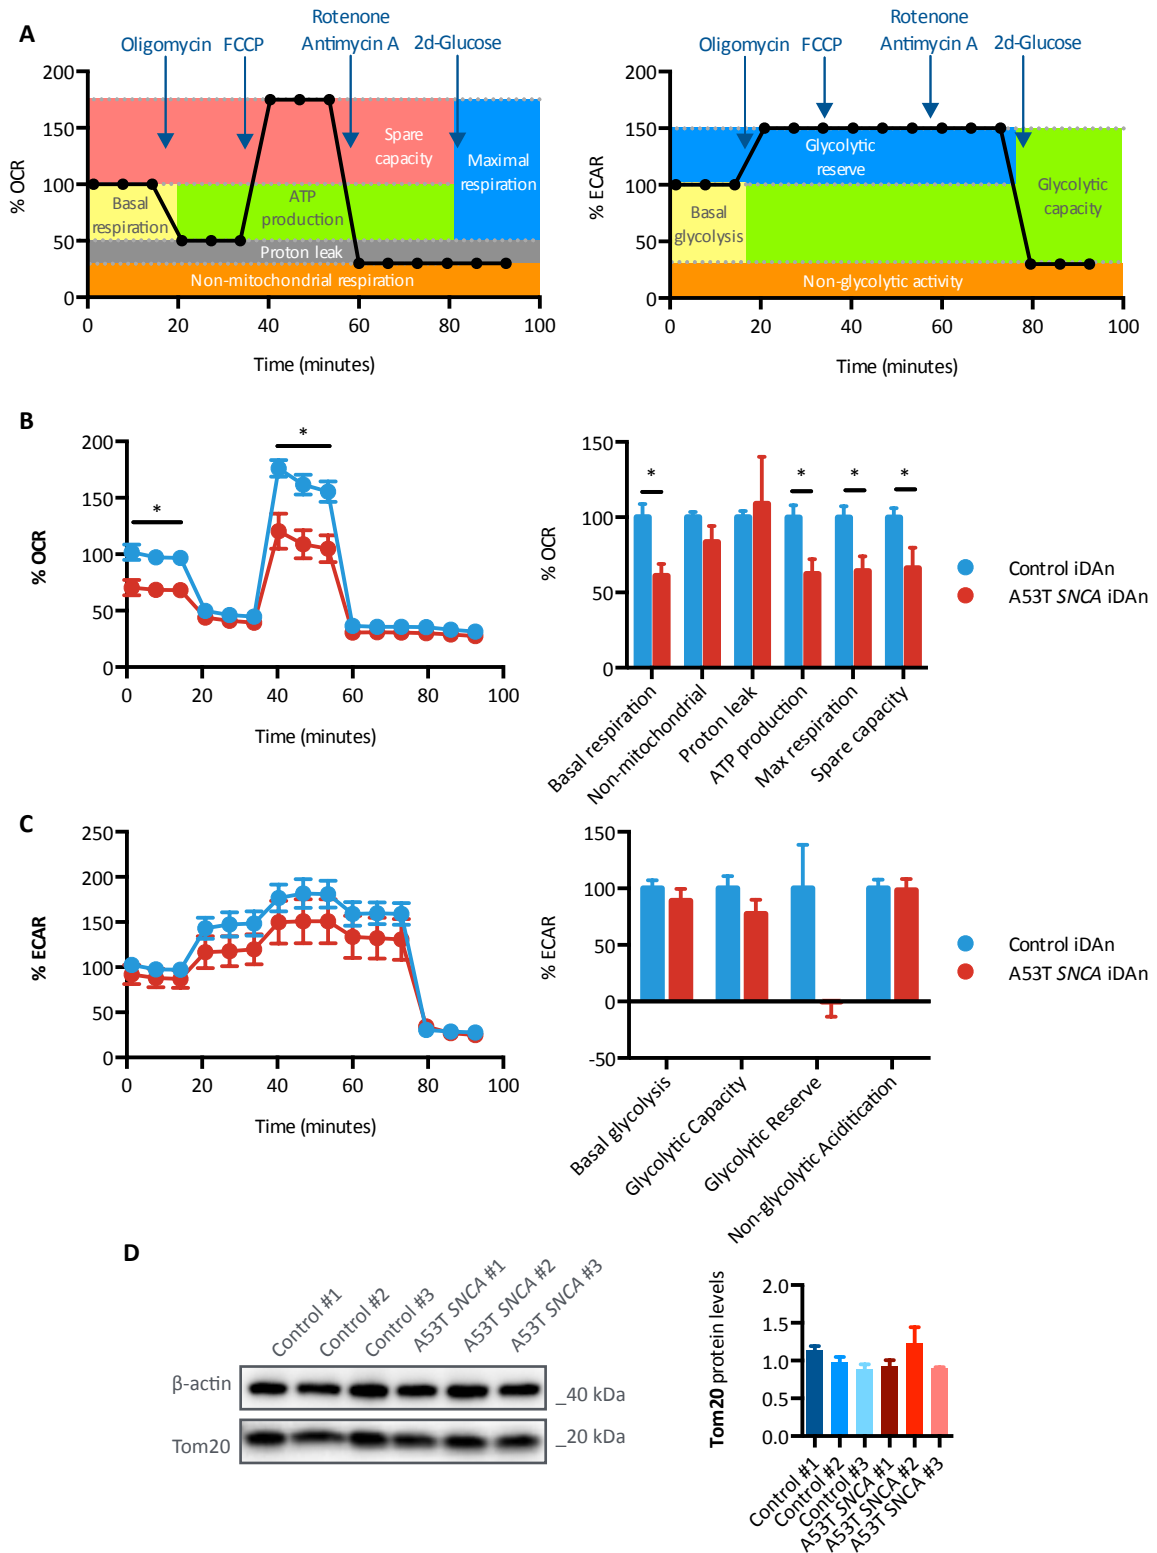 A
Rotenone
Oligomycin FCCP Antimycin A 2d-Glucose
200
150
100
50
0
% OCR
Spare
capacity
Maximal
respiration
Basal
respiration
ATP
production
Proton leak
Non-mitochondrial respiration
0 20 40 60 80 100
Time (minutes)
Rotenone
Oligomycin FCCP Antimycin A 2d-Glucose
200
150
100
50
0
% ECAR
Glycolytic
reserve
Glycolytic
capacity
Basal
glycolysis
Non-glycolytic activity
0 20 40 60 80 100
Time (minutes)
B
200
150
100
50
0
% OCR
* *
0 20 40 60 80 100
Time (minutes)
150
100
50
0
% OCR
* * * *
Basal respiration
Non-mitochondrial
Proton leak
ATP production
Max respiration
Spare capacity
Control iDAn
A53T SNCA iDAn
C
250
200
150
100
50
0
% ECAR
0 20 40 60 80 100
Time (minutes)
150
100
50
0
-50
% ECAR
Basal glycolysis
Glycolytic Capacity
Glycolytic Reserve
Non-glycolytic Aciditication
Control iDAn
A53T SNCA iDAn
D
Control #1
Control #2
Control #3
A53T SNCA #1
A53T SNCA #2
A53T SNCA #3
β-actin
_40 kDa
Tom20
_20 kDa
Tom20 protein levels
2.0
1.5
1.0
0.5
0.0
Control #1
Control #2
Control #3
A53T SNCA #1
A53T SNCA #2
A53T SNCA #3